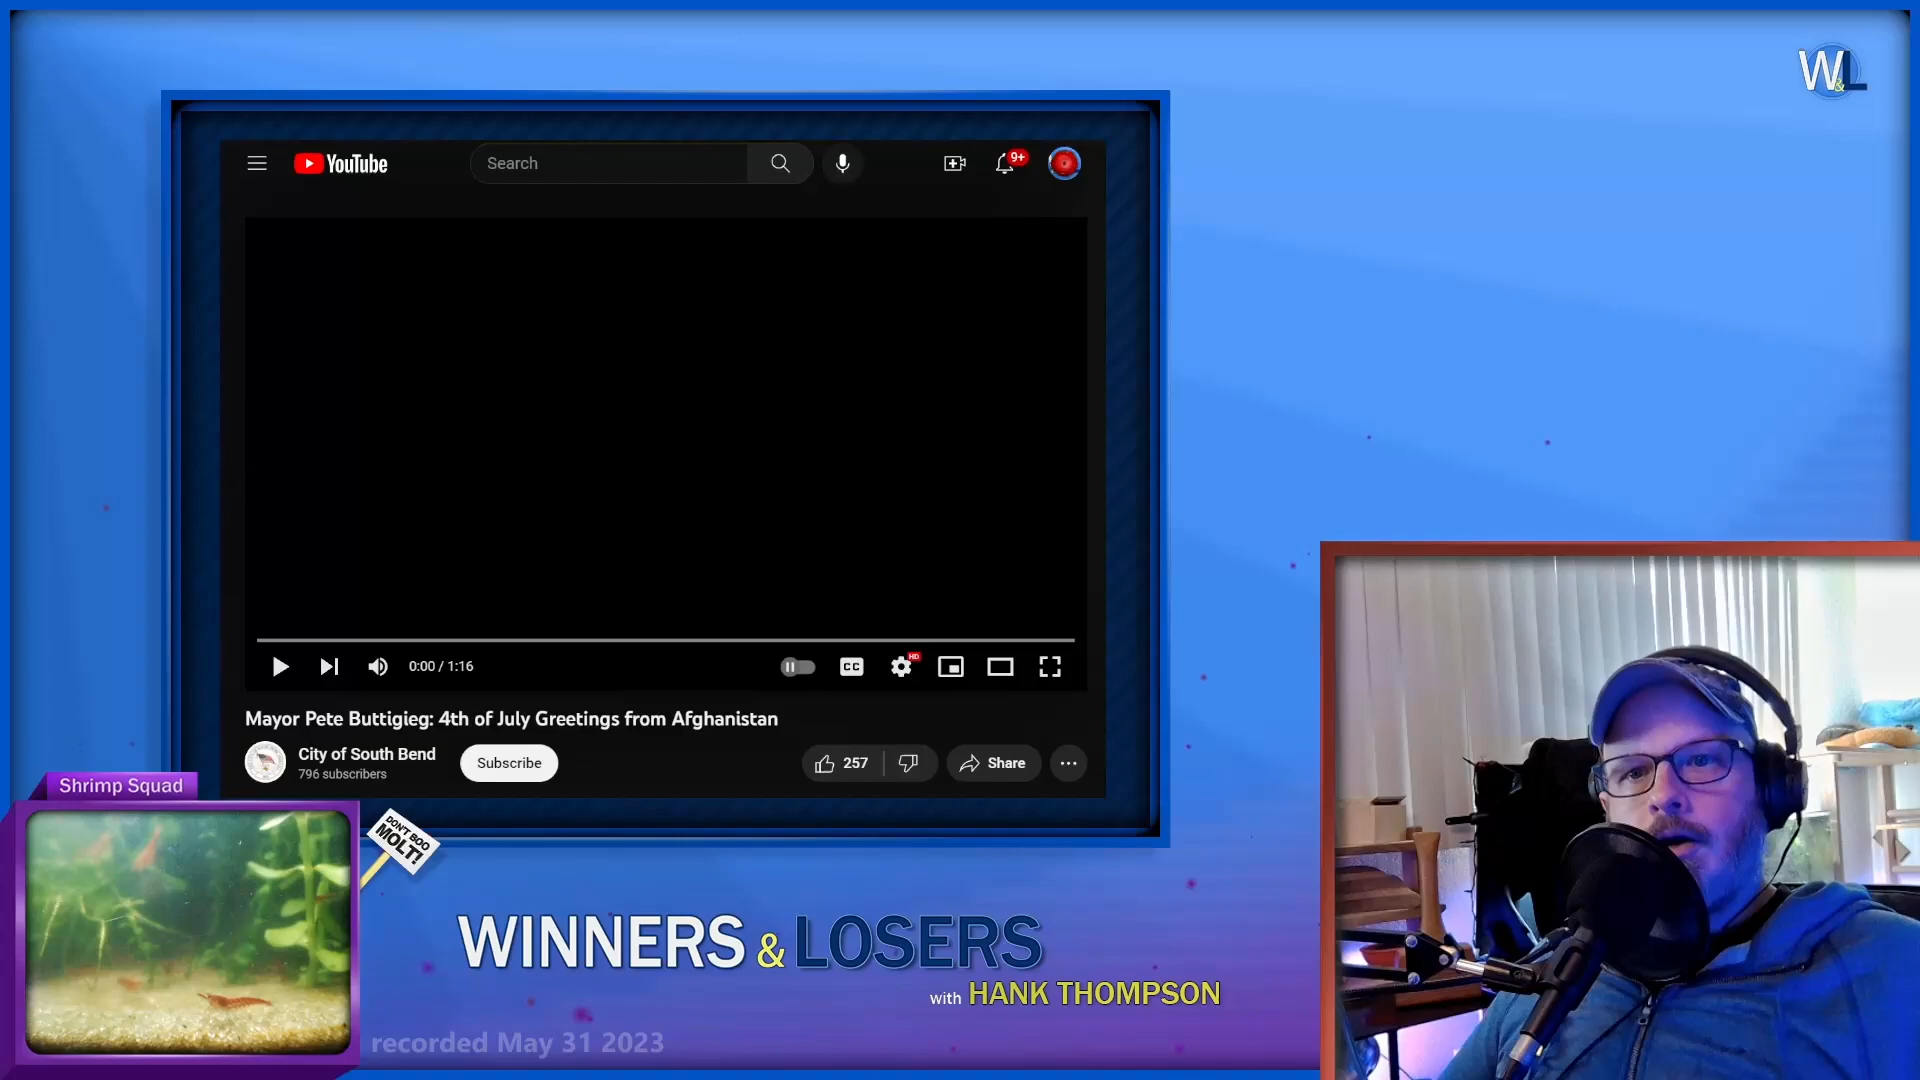 W&L
YouTube
Search
9+
0:00 / 1:16
CC
HD
Mayor Pete Buttigieg: 4th of July Greetings from Afghanistan
City of South Bend
796 subscribers
Subscribe
257
Share
Shrimp Squad
DON'T BOO
MOLT!
WINNERS & LOSERS
with HANK THOMPSON
recorded May 31 2023